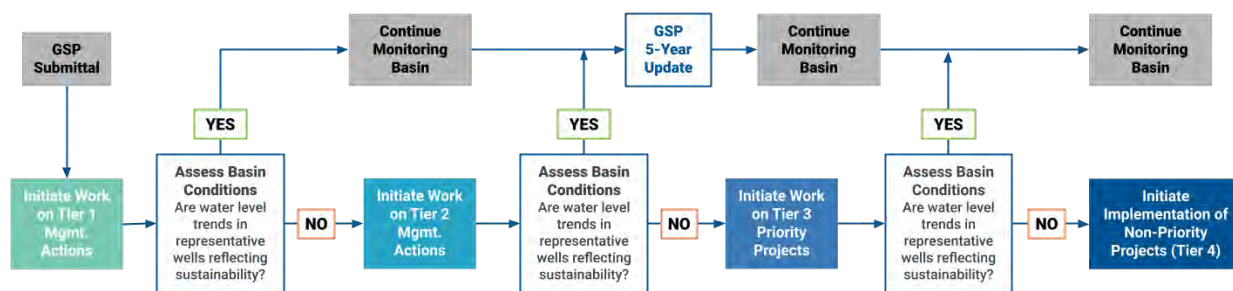 GSP
Submittal
Continue
Monitoring
Basin
GSP
5-Year
Update
Continue
Monitoring
Basin
Continue
Monitoring
Basin
YES
YES
YES
Initiate Work
on Tier 1
Mgmt.
Actions
Assess Basin
Conditions
Are water level
trends in
representative
wells reflecting
sustainability?
NO
Initiate Work
on Tier 2
Mgmt.
Actions
Assess Basin
Conditions
Are water level
trends in
representative
wells reflecting
sustainability?
NO
Initiate Work
on Tier 3
Priority
Projects
Assess Basin
Conditions
Are water level
trends in
representative
wells reflecting
sustainability?
NO
Initiate
Implementation of
Non-Priority
Projects (Tier 4)